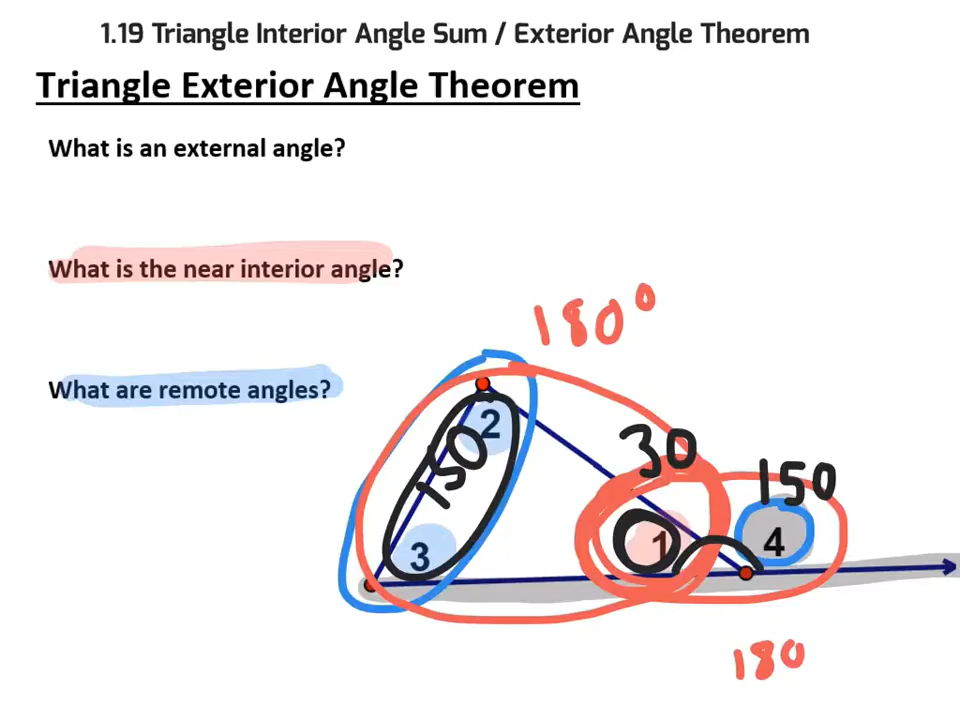 1.19 Triangle Interior Angle Sum / Exterior Angle Theorem
Triangle Exterior Angle Theorem
What is an external angle?
What is the near interior angle?
180°
What are remote angles?
2
150
30
150
3
1
4
180